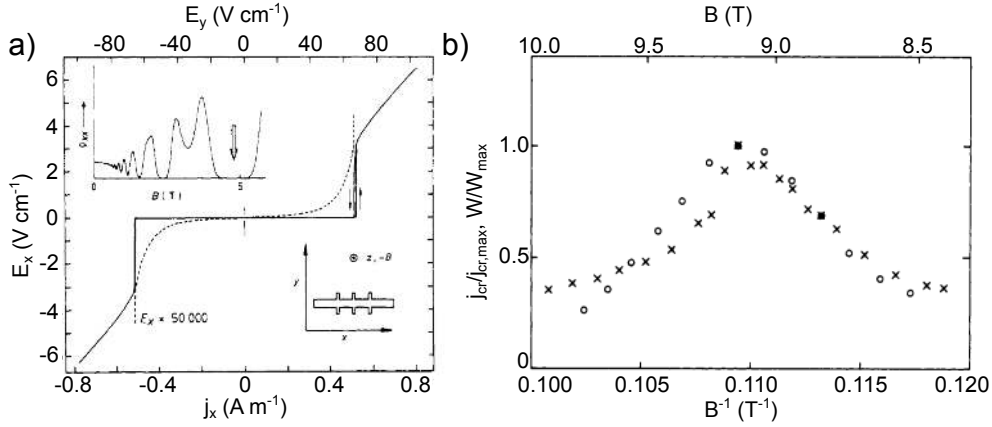 E_y (V cm⁻¹)
a)
-80 -40 0 40 80
6
4
2
0
-2
-4
-6
E_x (V cm⁻¹)
ρxx
0 5
B (T)
⊙ z, -B
y
x
E_x × 50 000
-0.8 -0.4 0 0.4 0.8
j_x (A m⁻¹)
B (T)
b)
10.0 9.5 9.0 8.5
1.0
0.5
0
j_cr/j_cr,max, W/W_max
0.100 0.105 0.110 0.115 0.120
B⁻¹ (T⁻¹)